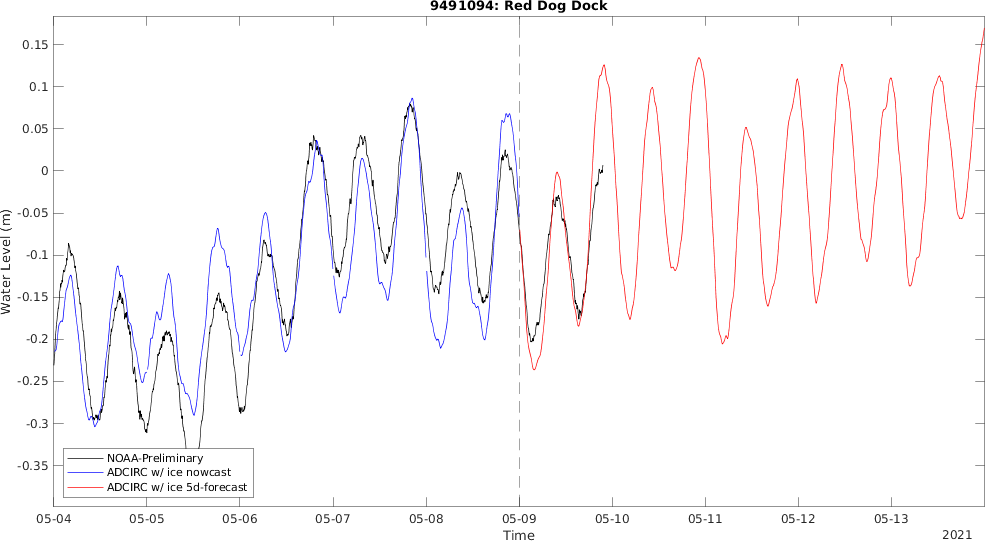 9491094: Red Dog Dock
Water Level (m)
0.15
0.1
0.05
0
-0.05
-0.1
-0.15
-0.2
-0.25
-0.3
-0.35
NOAA-Preliminary
ADCIRC w/ ice nowcast
ADCIRC w/ ice 5d-forecast
05-04 05-05 05-06 05-07 05-08 05-09 05-10 05-11 05-12 05-13
Time
2021